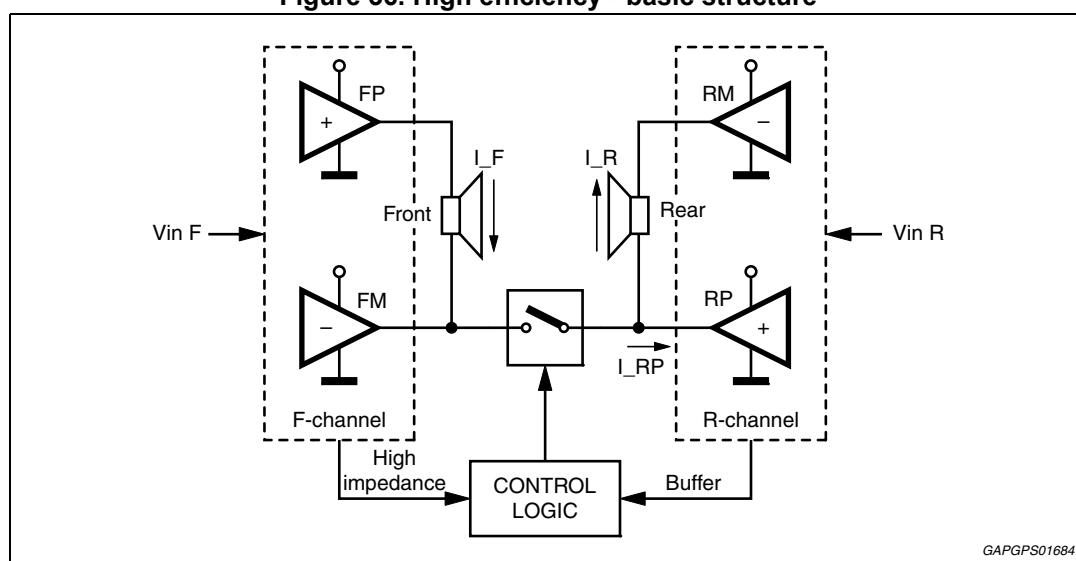 Figure 30. High efficiency - basic structure
FP
+
RM
−
I_F
I_R
Front
Rear
Vin F
Vin R
FM
−
RP
+
I_RP
F-channel
R-channel
High
impedance
CONTROL
LOGIC
Buffer
GAPGPS01684